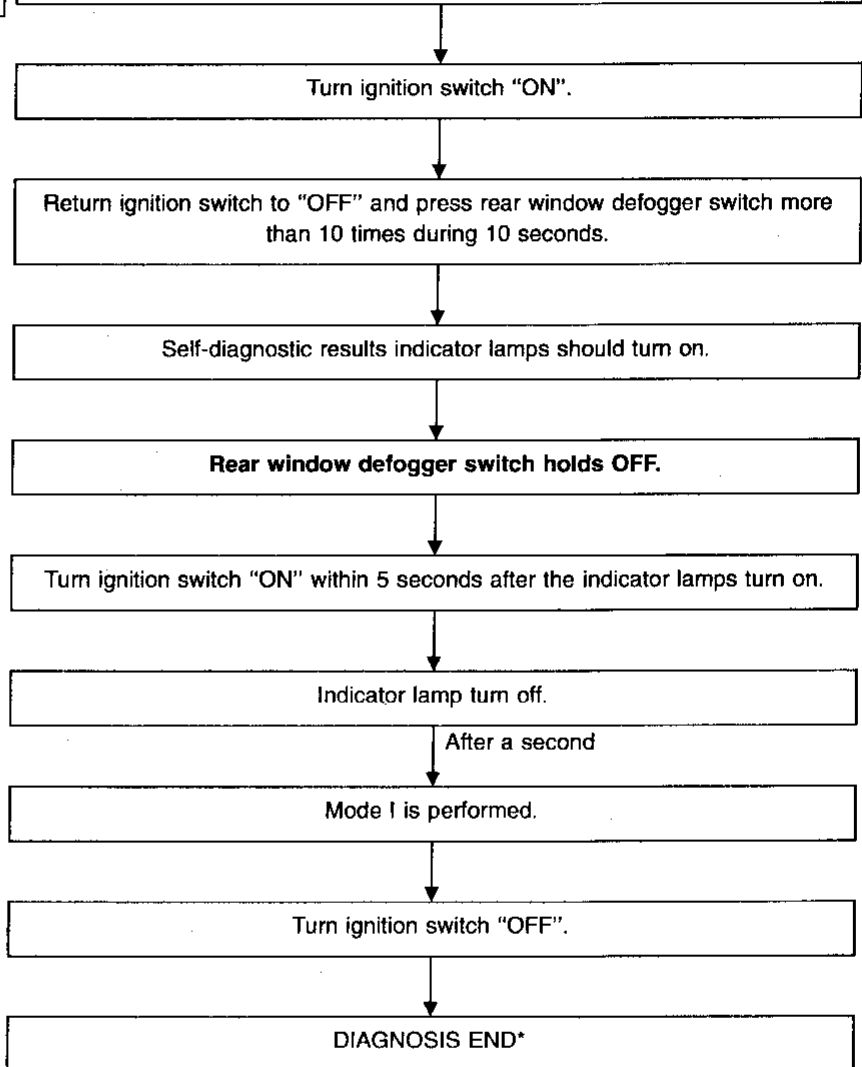 Turn ignition switch “ON”.
Return ignition switch to “OFF” and press rear window defogger switch more
than 10 times during 10 seconds.
Self-diagnostic results indicator lamps should turn on.
Rear window defogger switch holds OFF.
Turn ignition switch “ON” within 5 seconds after the indicator lamps turn on.
Indicator lamp turn off.
After a second
Mode I is performed.
Turn ignition switch “OFF”.
DIAGNOSIS END*